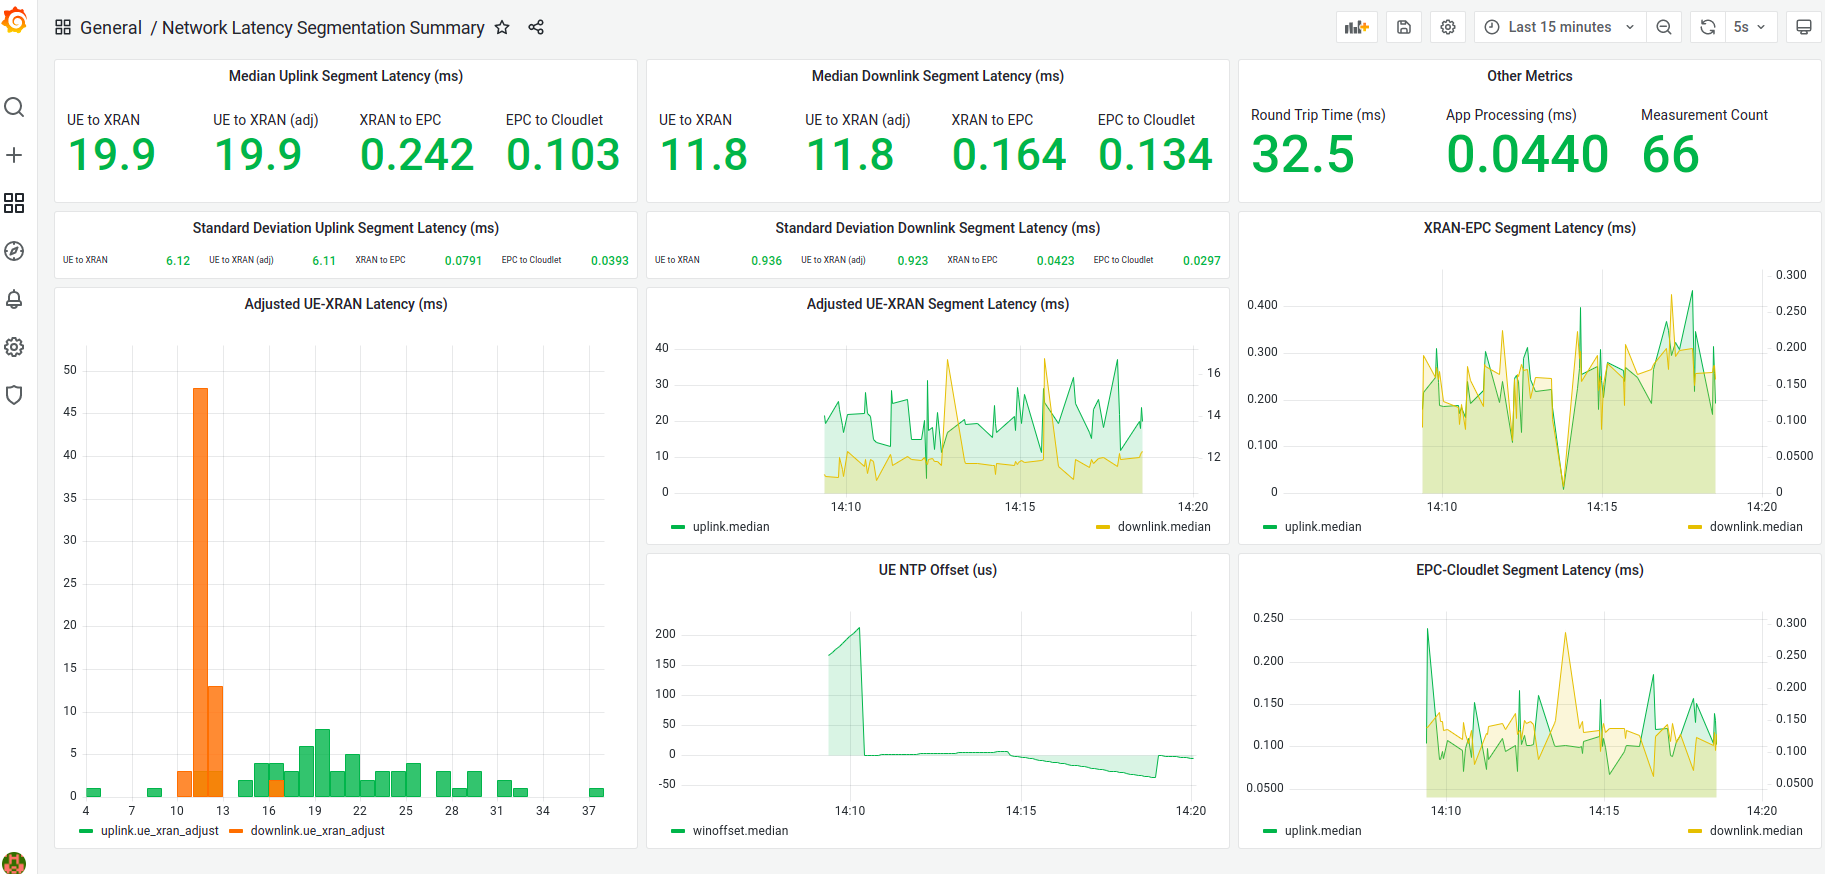 General / Network Latency Segmentation Summary
Last 15 minutes
5s
Median Uplink Segment Latency (ms)
UE to XRAN UE to XRAN (adj) XRAN to EPC EPC to Cloudlet
19.9 19.9 0.242 0.103
Median Downlink Segment Latency (ms)
UE to XRAN UE to XRAN (adj) XRAN to EPC EPC to Cloudlet
11.8 11.8 0.164 0.134
Other Metrics
Round Trip Time (ms) App Processing (ms) Measurement Count
32.5 0.0440 66
Standard Deviation Uplink Segment Latency (ms)
UE to XRAN 6.12 UE to XRAN (adj) 6.11 XRAN to EPC 0.0791 EPC to Cloudlet 0.0393
Standard Deviation Downlink Segment Latency (ms)
UE to XRAN 0.936 UE to XRAN (adj) 0.923 XRAN to EPC 0.0423 EPC to Cloudlet 0.0297
XRAN-EPC Segment Latency (ms)
0.400
0.300
0.200
0.100
0
0.300
0.250
0.200
0.150
0.100
0.0500
0
14:10 14:15 14:20
uplink.median downlink.median
Adjusted UE-XRAN Latency (ms)
50
45
40
35
30
25
20
15
10
5
0
4 7 10 13 16 19 22 25 28 31 34 37
uplink.ue_xran_adjust downlink.ue_xran_adjust
Adjusted UE-XRAN Segment Latency (ms)
40
30
20
10
0
16
14
12
14:10 14:15 14:20
uplink.median downlink.median
UE NTP Offset (us)
200
150
100
50
0
-50
14:10 14:15 14:20
winoffset.median
EPC-Cloudlet Segment Latency (ms)
0.250
0.200
0.150
0.100
0.0500
0.300
0.250
0.200
0.150
0.100
0.0500
14:10 14:15 14:20
uplink.median downlink.median